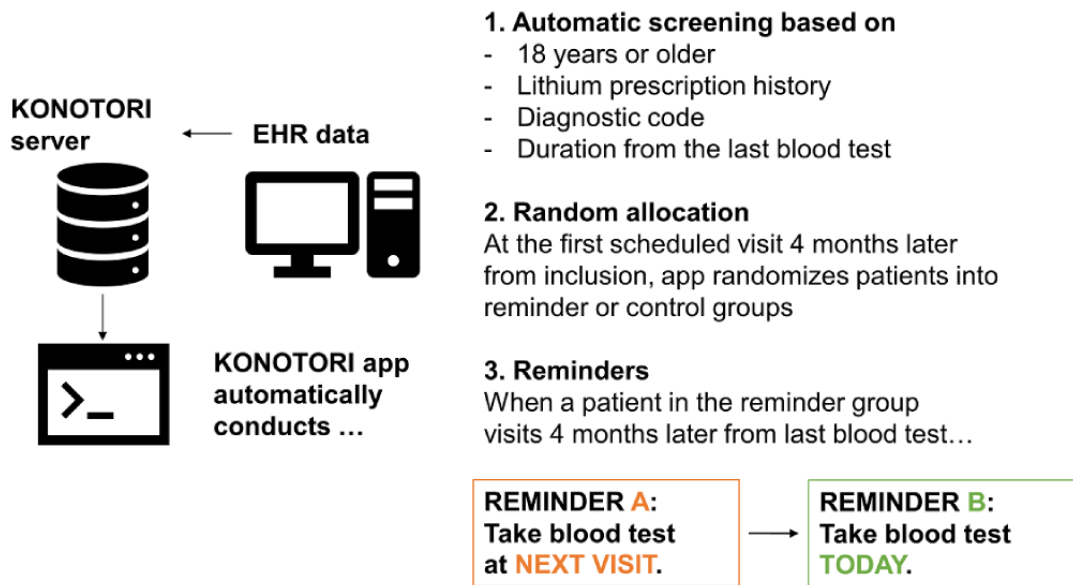 KONOTORI
server
EHR data
>_
KONOTORI app
automatically
conducts …
1. Automatic screening based on
- 18 years or older
- Lithium prescription history
- Diagnostic code
- Duration from the last blood test
2. Random allocation
At the first scheduled visit 4 months later
from inclusion, app randomizes patients into
reminder or control groups
3. Reminders
When a patient in the reminder group
visits 4 months later from last blood test…
REMINDER A:
Take blood test
at NEXT VISIT.
REMINDER B:
Take blood test
TODAY.